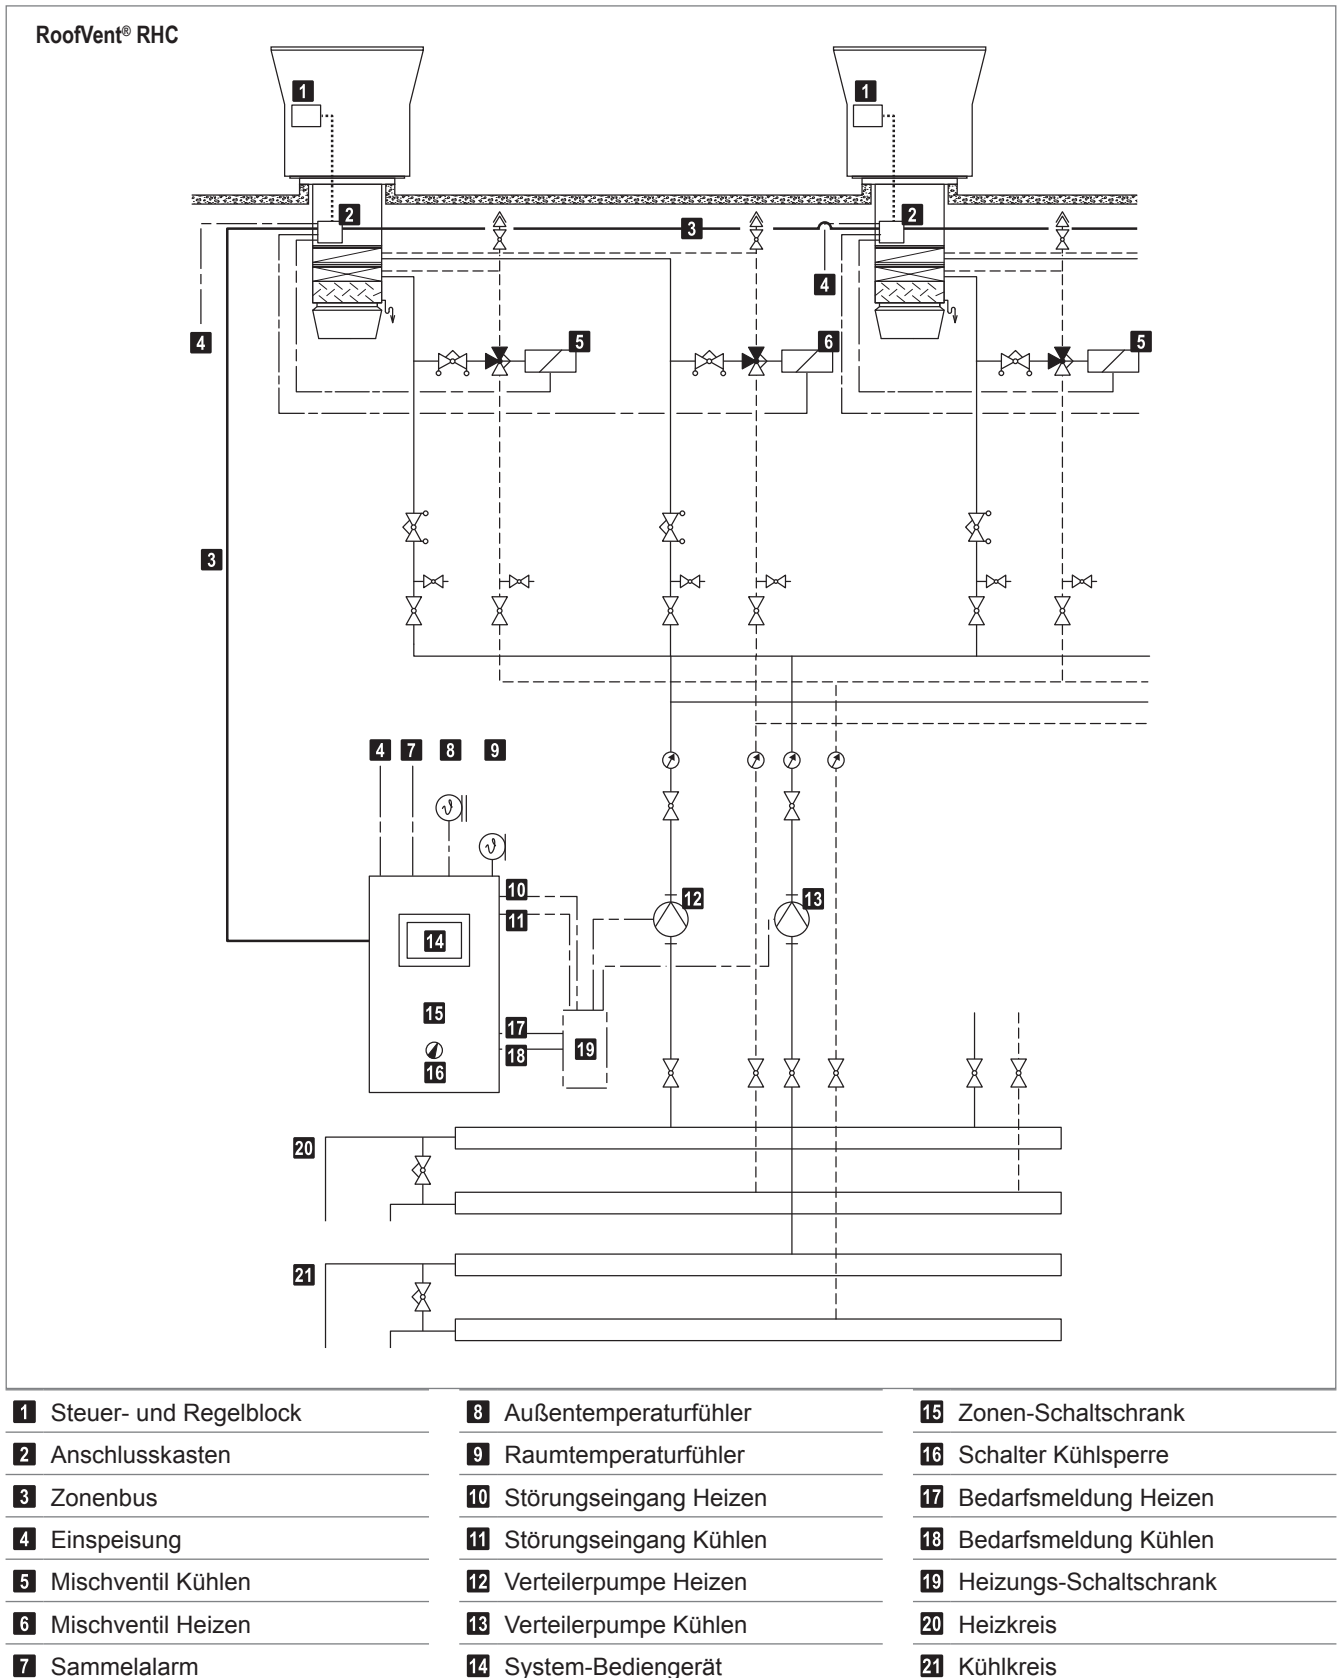 RoofVent® RHC
1 1
2 2
3
4
4
5 6 5
3
4 7 8 9
ϑ
ϑ
10
11
12 13
14
15
16
17
18
19
20
21
1 Steuer- und Regelblock
2 Anschlusskasten
3 Zonenbus
4 Einspeisung
5 Mischventil Kühlen
6 Mischventil Heizen
7 Sammelalarm
8 Außentemperaturfühler
9 Raumtemperaturfühler
10 Störungseingang Heizen
11 Störungseingang Kühlen
12 Verteilerpumpe Heizen
13 Verteilerpumpe Kühlen
14 System-Bediengerät
15 Zonen-Schaltschrank
16 Schalter Kühlsperre
17 Bedarfsmeldung Heizen
18 Bedarfsmeldung Kühlen
19 Heizungs-Schaltschrank
20 Heizkreis
21 Kühlkreis